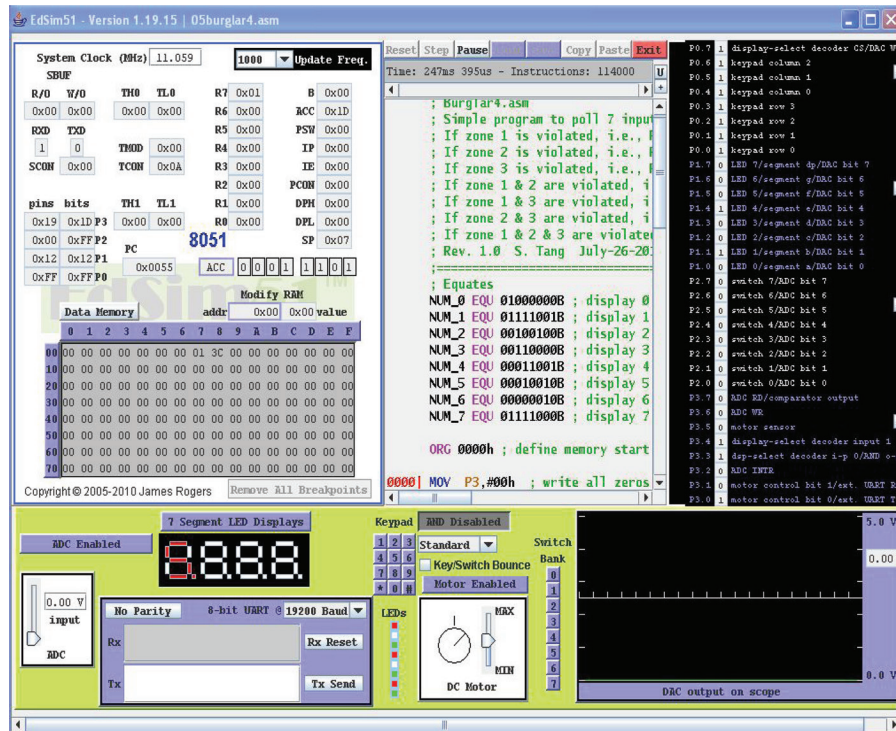 EdSim51 - Version 1.19.15 | 05burglar4.asm
System Clock (MHz) 11.059 1000 Update Freq.
SBUF
R/O W/O TH0 TL0 R7 0x01 B 0x00
0x00 0x00 0x00 0x00 R6 0x00 ACC 0x1D
RXD TXD R5 0x00 PSW 0x00
1 0 TMOD 0x00 R4 0x00 IP 0x00
SCON 0x00 TCON 0x0A R3 0x00 IE 0x00
R2 0x00 PCON 0x00
pins bits TH1 TL1 R1 0x00 DPH 0x00
0x19 0x1D P3 0x00 0x00 R0 0x00 DPL 0x00
0x00 0xFF P2 8051 SP 0x07
0x12 0x12 P1 PC
0xFF 0xFF P0 0x0055 ACC 0 0 0 1 1 1 0 1
EdSim51 TM
Modify RAM
Data Memory addr 0x00 0x00 value
0 1 2 3 4 5 6 7 8 9 A B C D E F
00 00 00 00 00 00 00 00 01 3C 00 00 00 00 00 00 00
10 00 00 00 00 00 00 00 00 00 00 00 00 00 00 00 00
20 00 00 00 00 00 00 00 00 00 00 00 00 00 00 00 00
30 00 00 00 00 00 00 00 00 00 00 00 00 00 00 00 00
40 00 00 00 00 00 00 00 00 00 00 00 00 00 00 00 00
50 00 00 00 00 00 00 00 00 00 00 00 00 00 00 00 00
60 00 00 00 00 00 00 00 00 00 00 00 00 00 00 00 00
70 00 00 00 00 00 00 00 00 00 00 00 00 00 00 00 00
Copyright © 2005-2010 James Rogers Remove All Breakpoints
Reset Step Pause Copy Paste Exit
Time: 247ms 395us - Instructions: 114000 U
+
; Burglar4.asm
; Simple program to poll 7 input
; If zone 1 is violated, i.e.,
; If zone 2 is violated, i.e.,
; If zone 3 is violated, i.e.,
; If zone 1 & 2 are violated, i
; If zone 1 & 3 are violated, i
; If zone 2 & 3 are violated, i
; If zone 1 & 2 & 3 are violated
; Rev. 1.0 S. Tang July-26-20
;==============================
; Equates
NUM_0 EQU 01000000B ; display 0
NUM_1 EQU 01111001B ; display 1
NUM_2 EQU 00100100B ; display 2
NUM_3 EQU 00110000B ; display 3
NUM_4 EQU 00011001B ; display 4
NUM_5 EQU 00010010B ; display 5
NUM_6 EQU 00000010B ; display 6
NUM_7 EQU 01111000B ; display 7
ORG 0000h ; define memory start
0000| MOV P3,#00h ; write all zeros
P0.7 1 display-select decoder CS/DAC W
P0.6 1 keypad column 2
P0.5 1 keypad column 1
P0.4 1 keypad column 0
P0.3 1 keypad row 3
P0.2 1 keypad row 2
P0.1 1 keypad row 1
P0.0 1 keypad row 0
P1.7 0 LED 7/segment dp/DAC bit 7
P1.6 0 LED 6/segment g/DAC bit 6
P1.5 0 LED 5/segment f/DAC bit 5
P1.4 1 LED 4/segment e/DAC bit 4
P1.3 0 LED 3/segment d/DAC bit 3
P1.2 0 LED 2/segment c/DAC bit 2
P1.1 1 LED 1/segment b/DAC bit 1
P1.0 0 LED 0/segment a/DAC bit 0
P2.7 0 switch 7/ADC bit 7
P2.6 0 switch 6/ADC bit 6
P2.5 0 switch 5/ADC bit 5
P2.4 0 switch 4/ADC bit 4
P2.3 0 switch 3/ADC bit 3
P2.2 0 switch 2/ADC bit 2
P2.1 0 switch 1/ADC bit 1
P2.0 0 switch 0/ADC bit 0
P3.7 0 ADC RD/comparator output
P3.6 0 ADC WR
P3.5 0 motor sensor
P3.4 1 display-select decoder input 1
P3.3 1 dsp-select decoder i-p 0/AND o-
P3.2 0 ADC INTR
P3.1 0 motor control bit 1/ext. UART R
P3.0 1 motor control bit 0/ext. UART
ADC Enabled
7 Segment LED Displays
8.8.8.8
0.00 V
input
ADC
No Parity 8-bit UART @ 19200 Baud
Rx Rx Reset
Tx Tx Send
Keypad AND Disabled
1 2 3 Standard
4 5 6 Key/Switch Bounce
7 8 9 Motor Enabled
* 0 #
LEDs
MAX
MIN
DC Motor
Switch
Bank
0
1
2
3
4
5
6
7
5.0 V
0.00
0.0 V
DAC output on scope